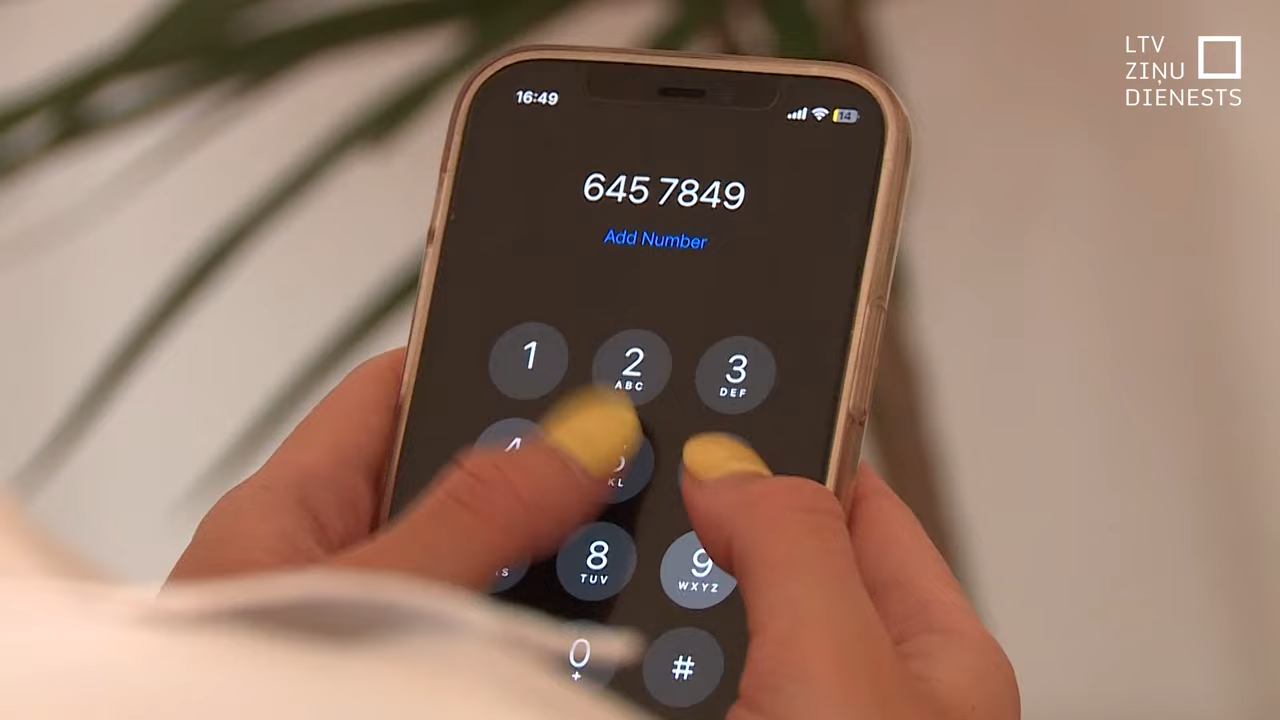 LTV
ZIŅU
DIENESTS
16:49
14
645 7849
Add Number
1
2
ABC
3
DEF
8
TUV
9
WXYZ
0
+
#